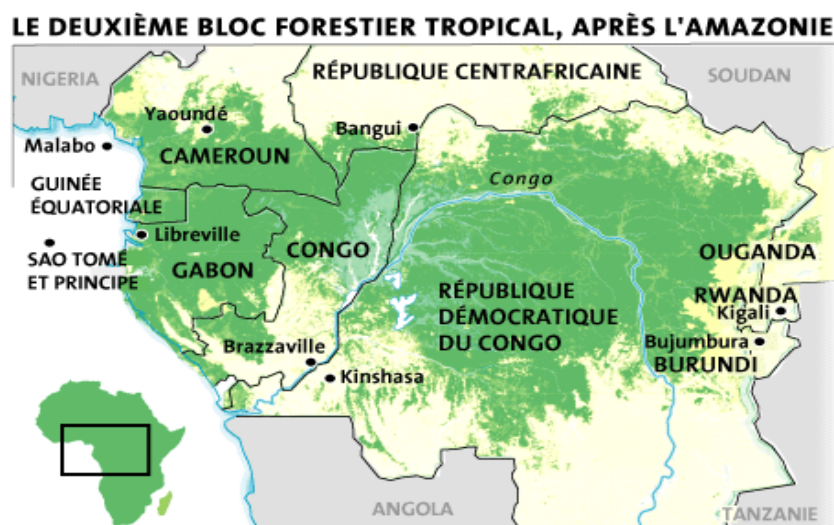 LE DEUXIÈME BLOC FORESTIER TROPICAL, APRÈS L'AMAZONIE
NIGERIA
RÉPUBLIQUE CENTRAFRICAINE
SOUDAN
Yaoundé
Bangui
Malabo
CAMEROUN
Congo
GUINÉE
ÉQUATORIALE
Libreville
CONGO
OUGANDA
SAO TOMÉ
ET PRINCIPE
GABON
RÉPUBLIQUE
DÉMOCRATIQUE
DU CONGO
RWANDA
Kigali
Brazzaville
Bujumbura
BURUNDI
Kinshasa
ANGOLA
TANZANIE